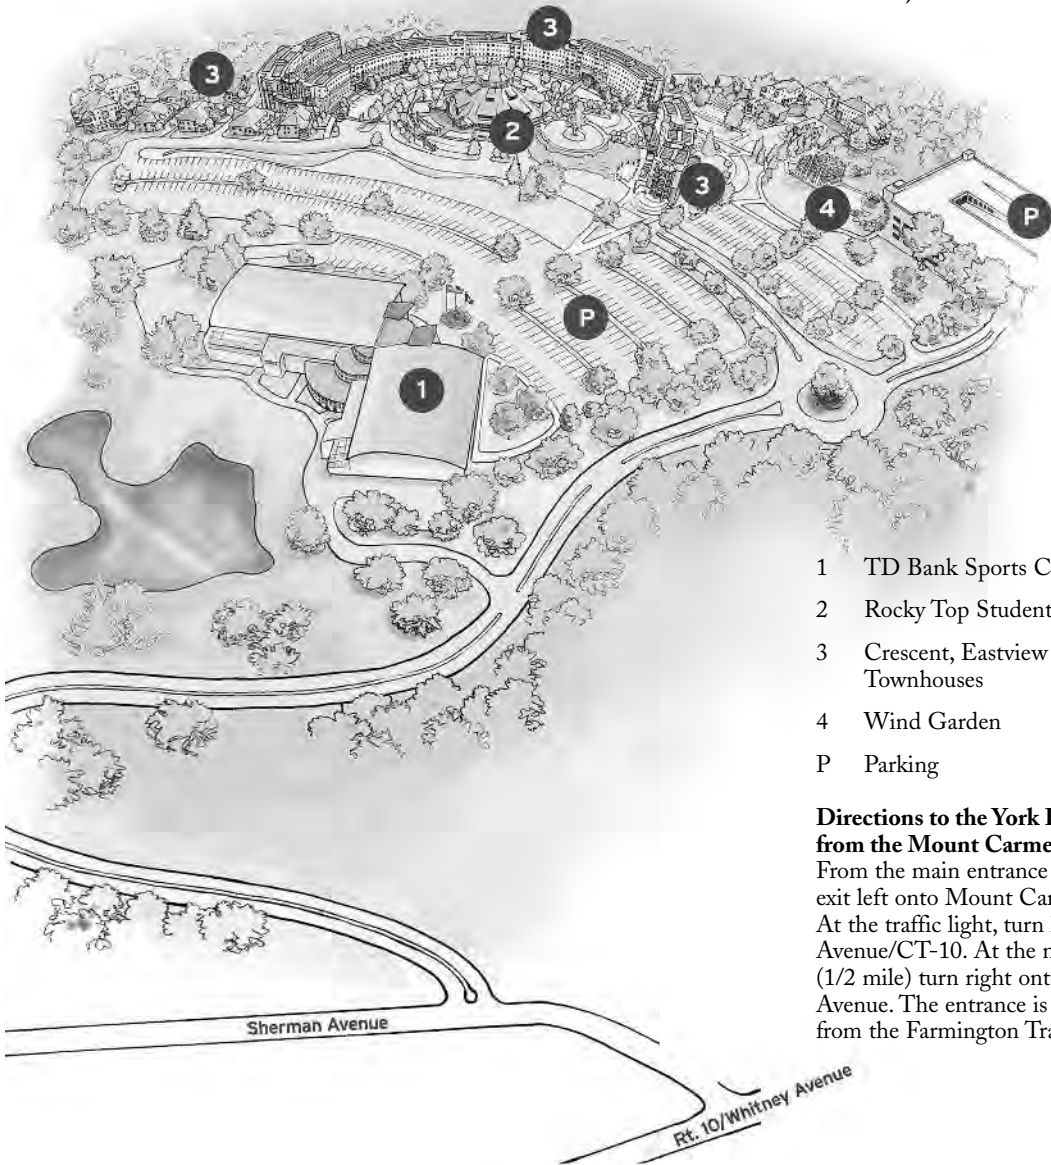 3
3
2
3
4
P
P
1
1 TD Bank Sports C
2 Rocky Top Student
3 Crescent, Eastview
Townhouses
4 Wind Garden
P Parking
Directions to the York
from the Mount Carme
From the main entrance
exit left onto Mount Car
At the traffic light, turn
Avenue/CT-10. At the
(1/2 mile) turn right ont
Avenue. The entrance is
from the Farmington Tra
Sherman Avenue
Rt. 10/Whitney Avenue